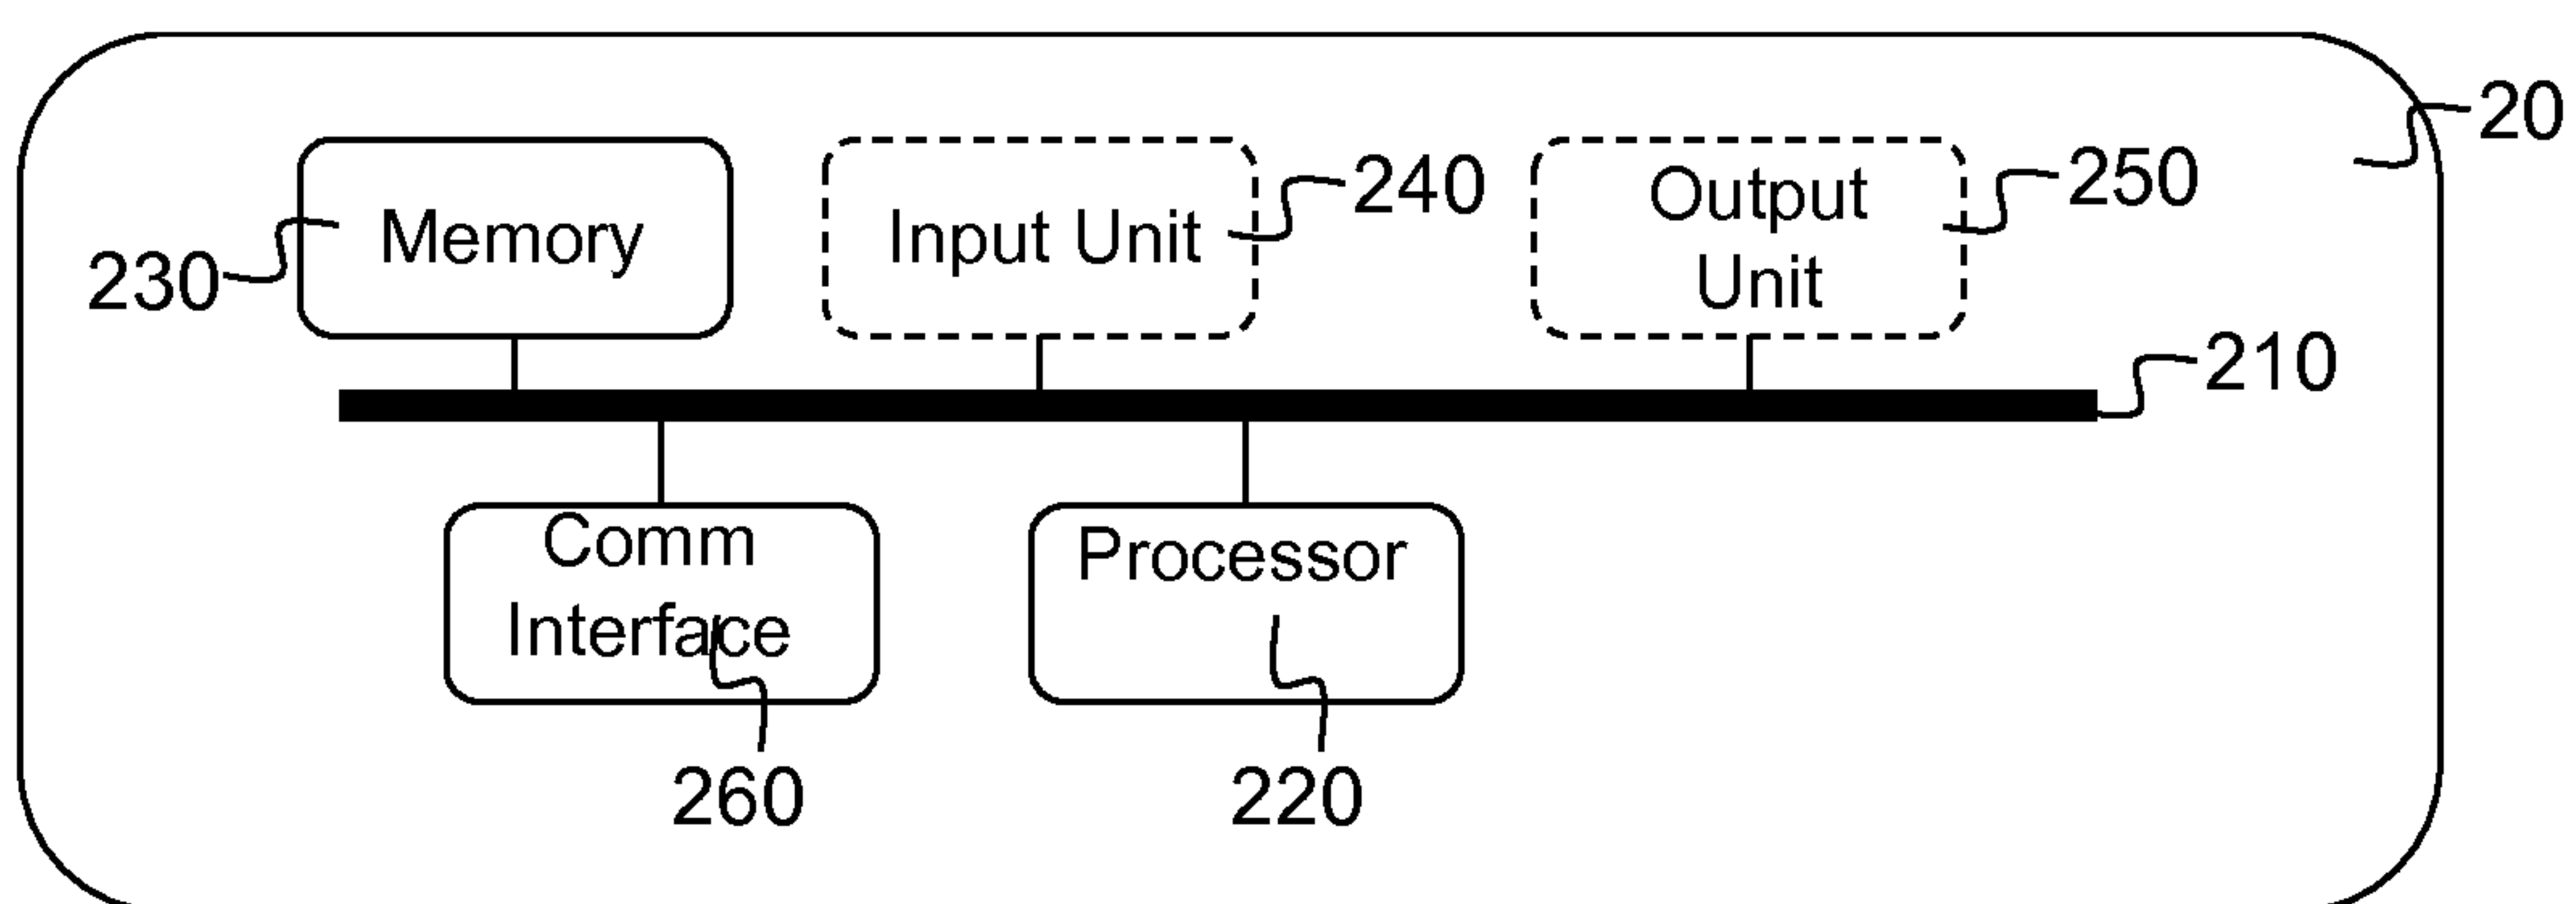 20
Memory
230
Input Unit
240
Output
Unit
250
210
Comm
Interface
260
Processor
220